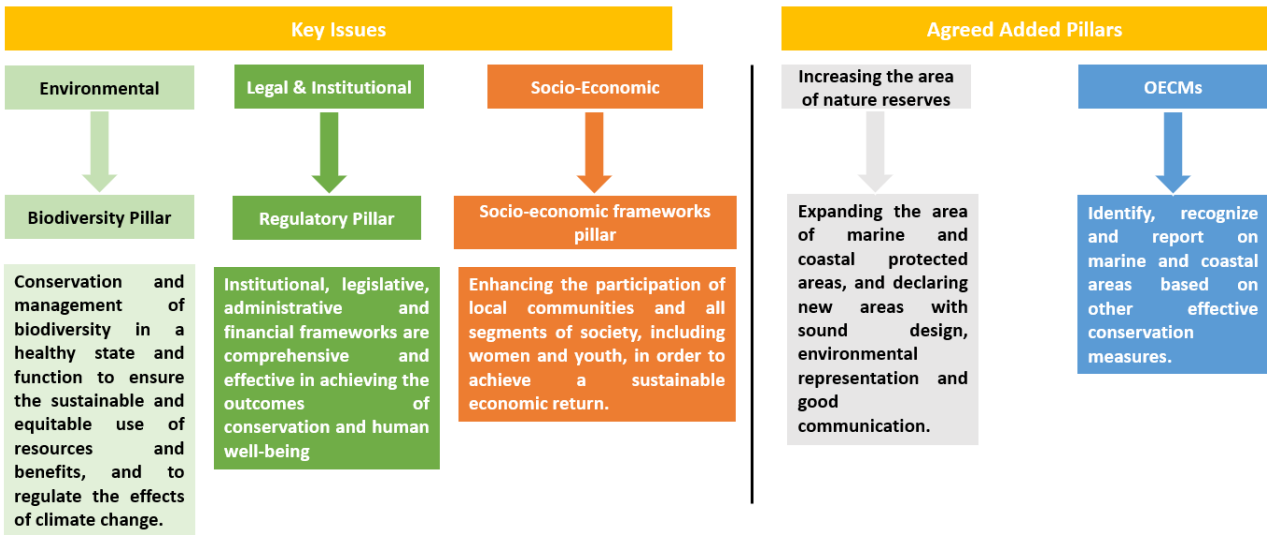 Key Issues
Agreed Added Pillars
Environmental
Legal & Institutional
Socio-Economic
Increasing the area
of nature reserves
OECMs
Biodiversity Pillar
Regulatory Pillar
Socio-economic frameworks
pillar
Conservation and
management of
biodiversity in a
healthy state and
function to ensure
the sustainable and
equitable use of
resources and
benefits, and to
regulate the effects
of climate change.
Institutional, legislative,
administrative and
financial frameworks are
comprehensive and
effective in achieving the
outcomes of
conservation and human
well-being
Enhancing the participation of
local communities and all
segments of society, including
women and youth, in order to
achieve a sustainable
economic return.
Expanding the area
of marine and
coastal protected
areas, and declaring
new areas with
sound design,
environmental
representation and
good
communication.
Identify, recognize
and report on
marine and coastal
areas based on
other effective
conservation
measures.